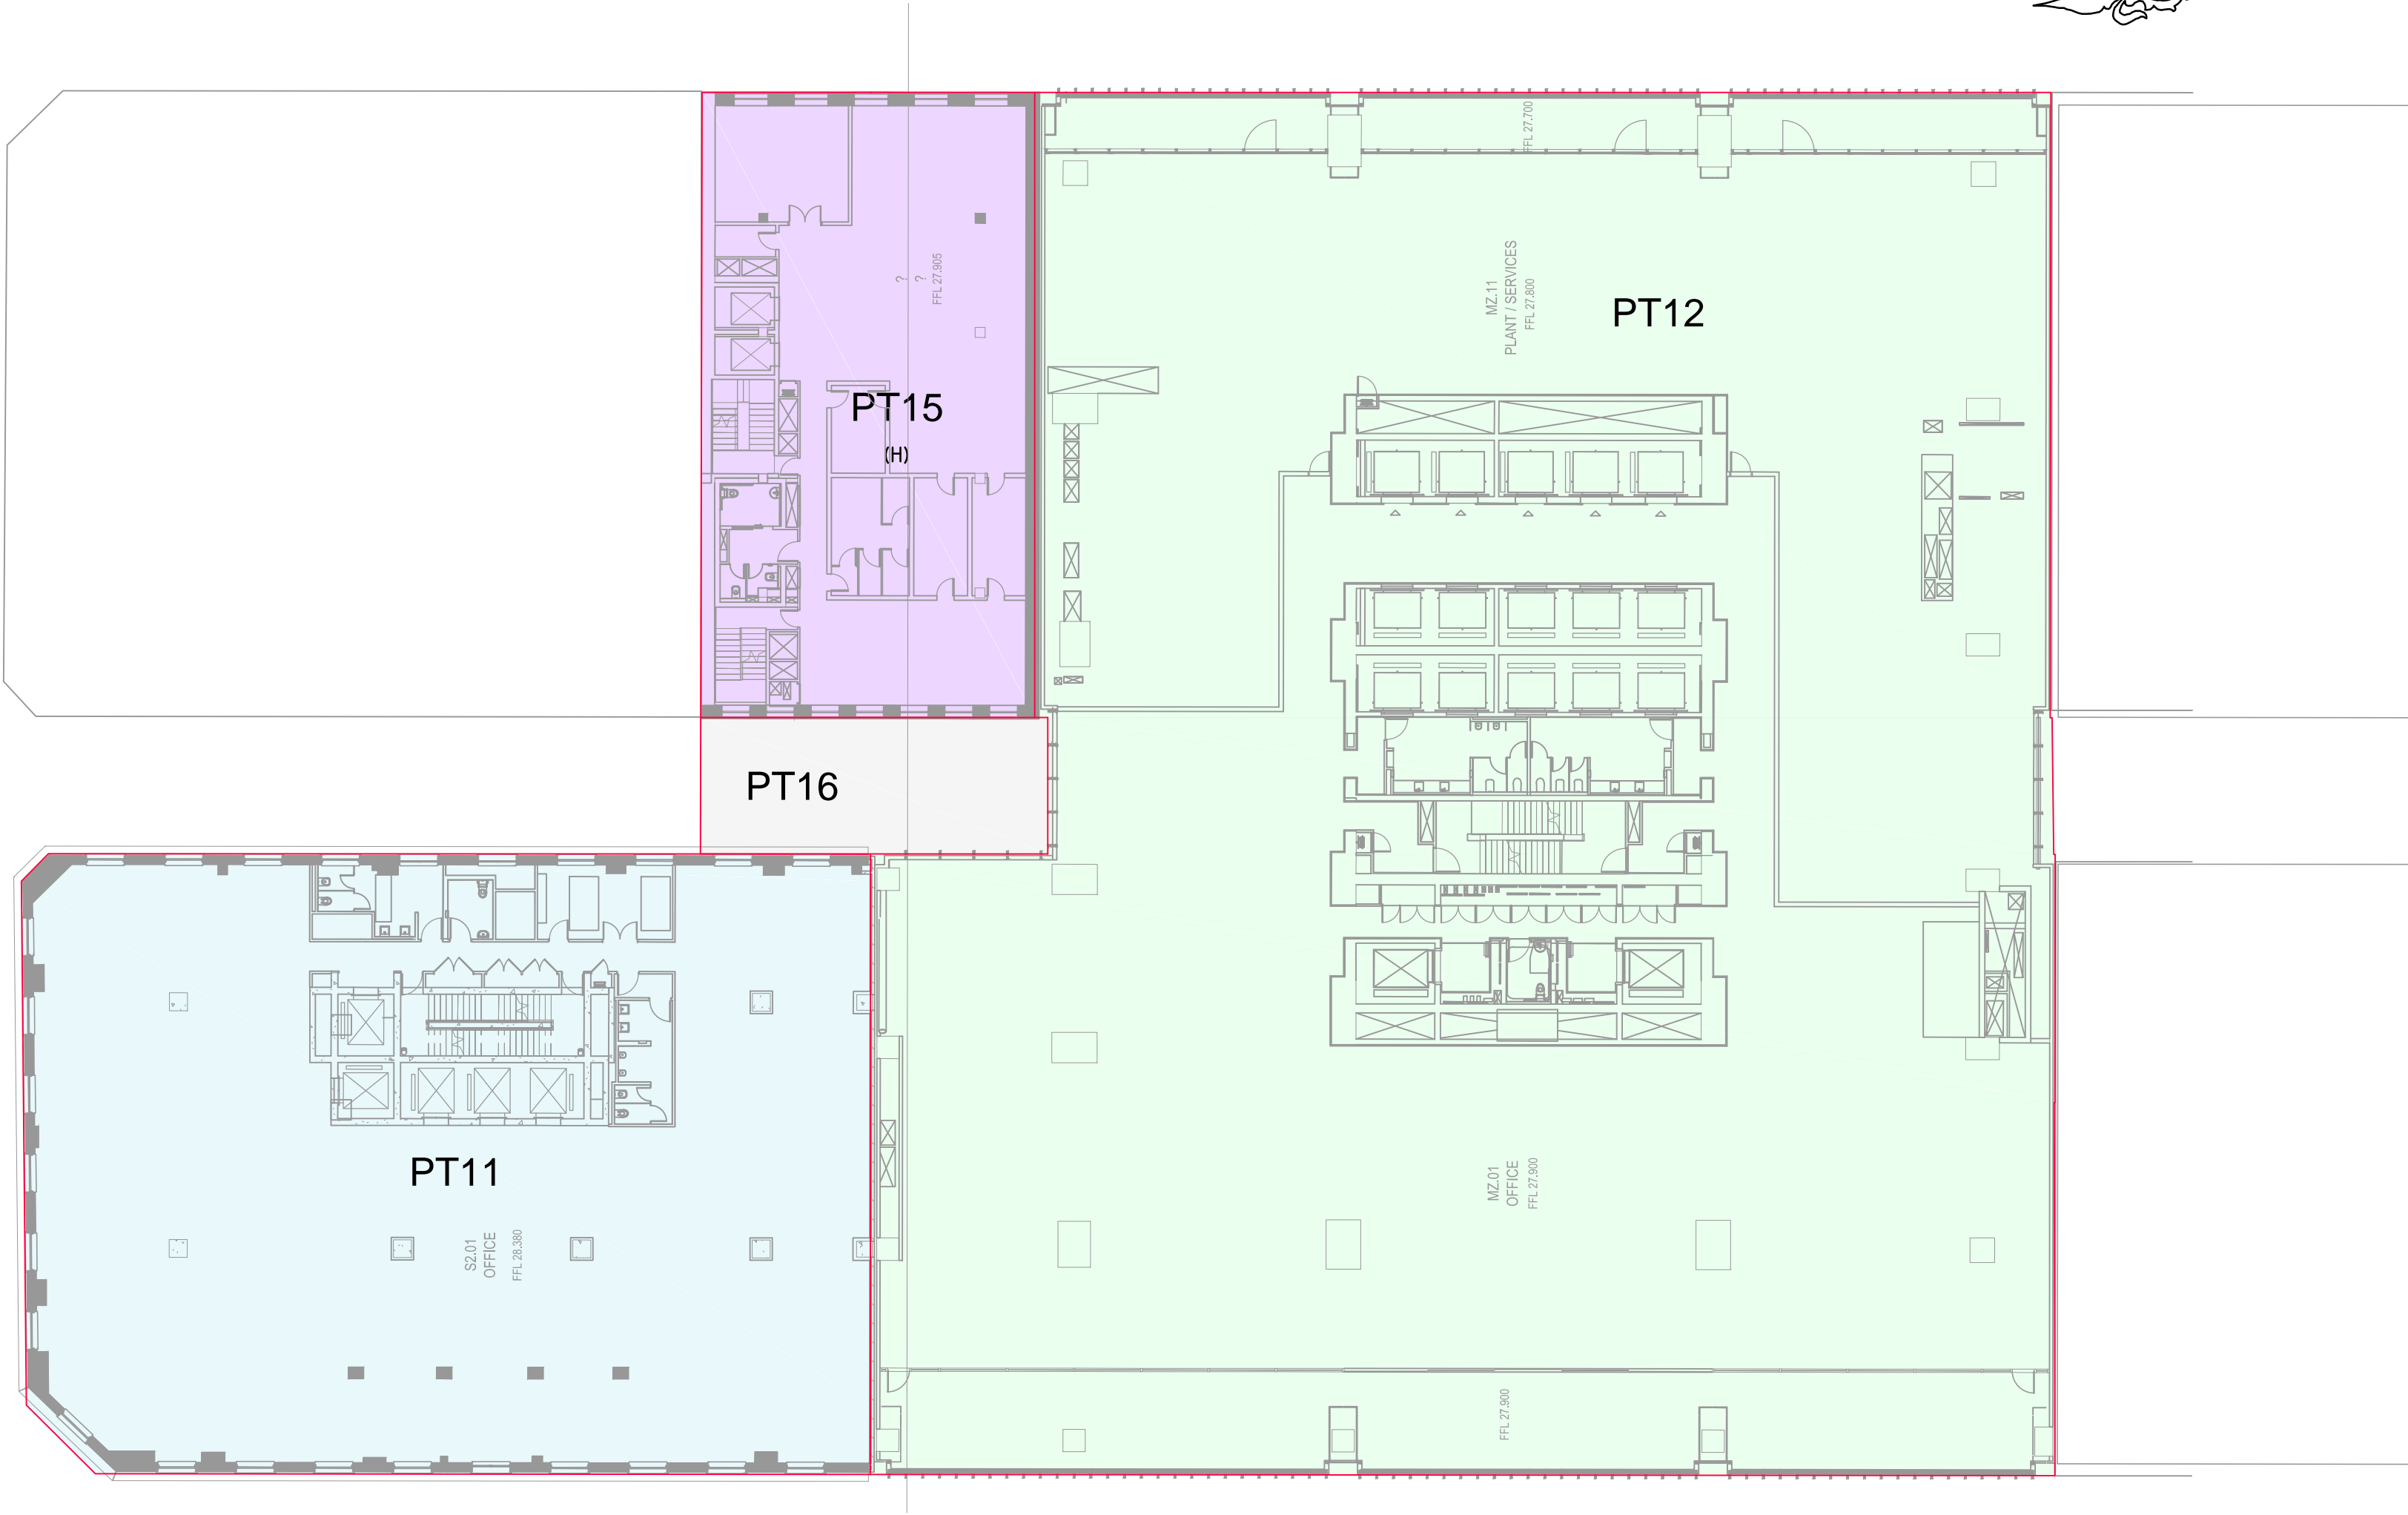 FFL 27.700
?
?
FFL 27.905
MZ.11
PLANT / SERVICES
FFL 27.800
PT12
PT15
(H)
PT16
PT11
S2.01
OFFICE
FFL 28.380
MZ.01
OFFICE
FFL 27.900
FFL 27.900